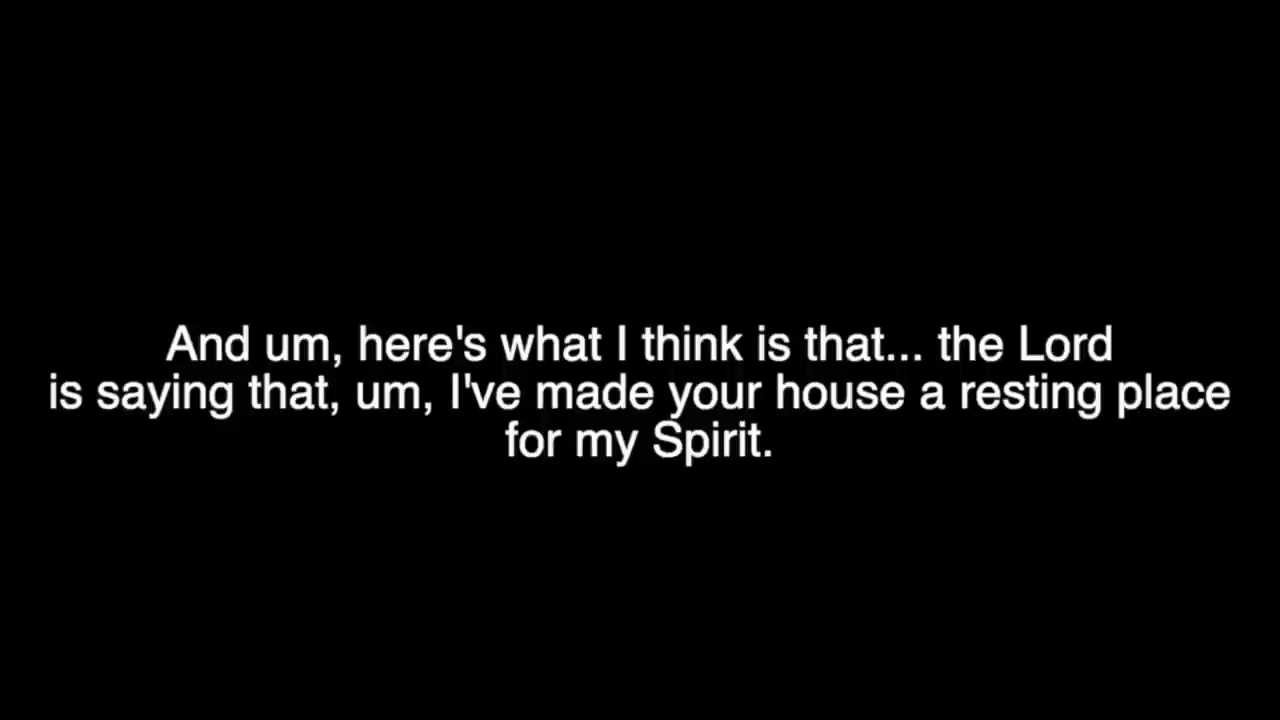 And um, here's what I think is that... the Lord
is saying that, um, I've made your house a resting place
for my Spirit.